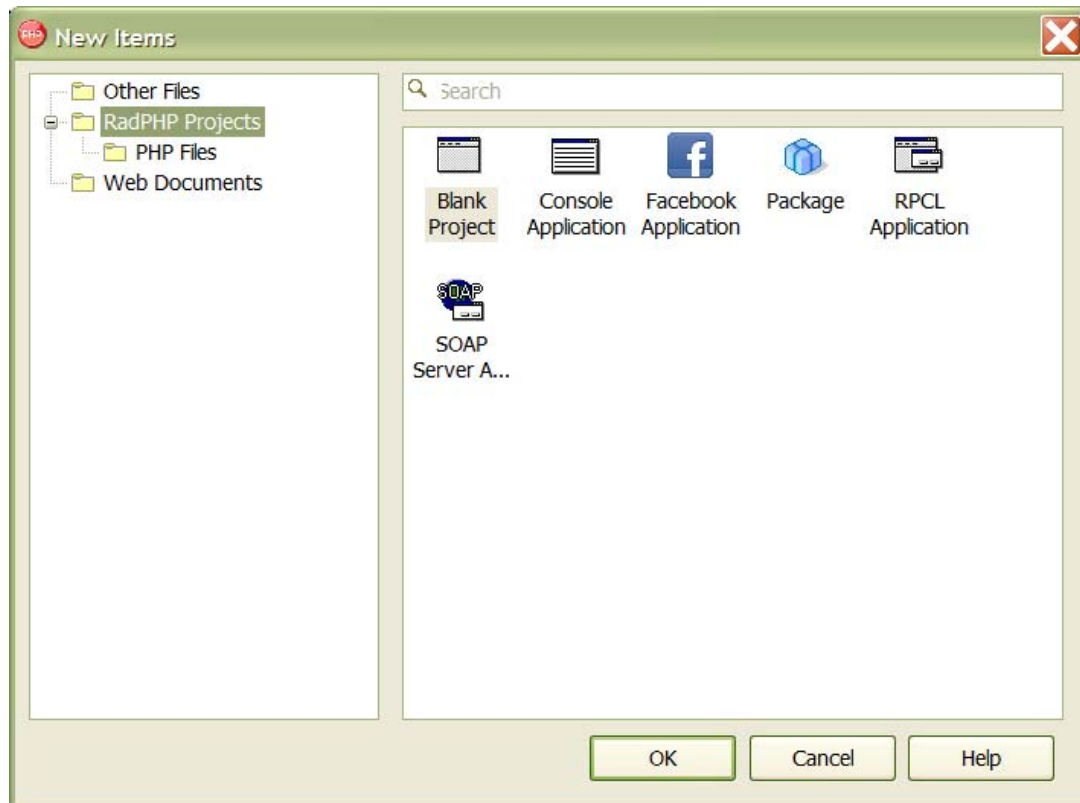 PHP New Items
Other Files
RadPHP Projects
PHP Files
Web Documents
Search
Blank
Project
Console
Application
Facebook
Application
Package
RPCL
Application
SOAP
SOAP
Server A...
OK Cancel Help